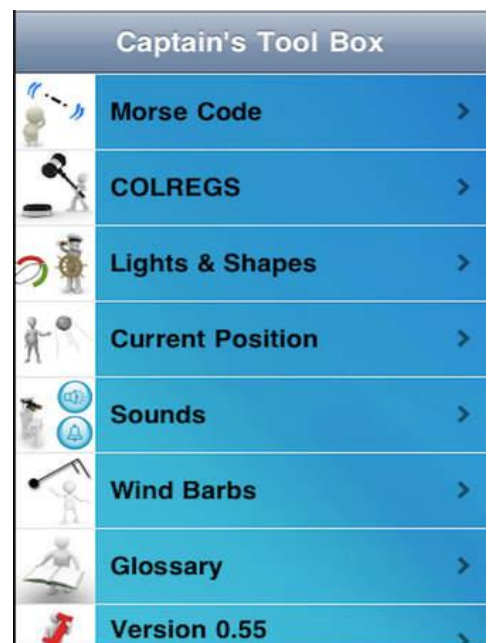 Captain's Tool Box
Morse Code
COLREGS
Lights & Shapes
Current Position
Sounds
Wind Barbs
Glossary
Version 0.55